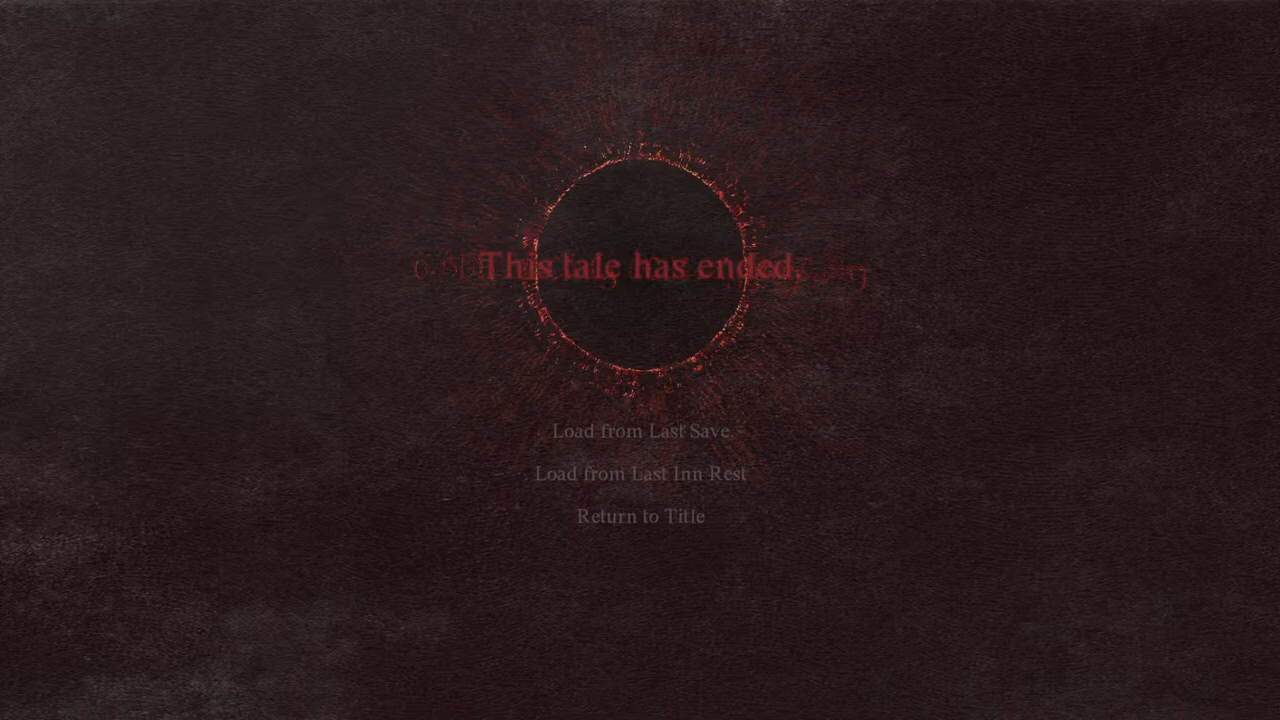 This tale has ended.
Load from Last Save
Load from Last Inn Rest
Return to Title